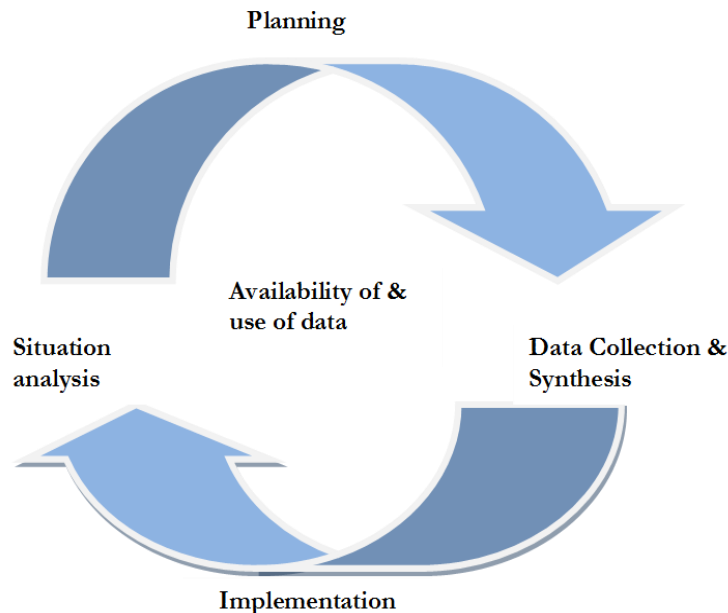 Planning
Availability of &
use of data
Situation
analysis
Data Collection &
Synthesis
Implementation